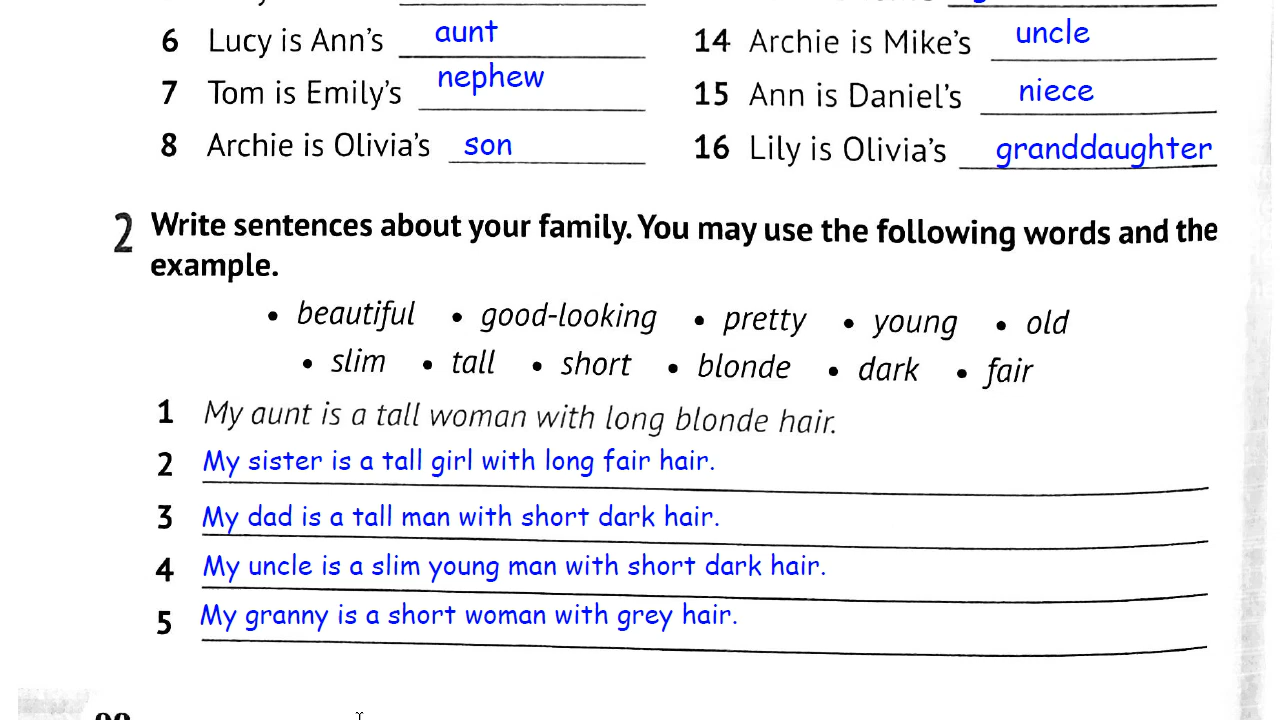 6 Lucy is Ann's aunt
7 Tom is Emily's nephew
8 Archie is Olivia's son
14 Archie is Mike's uncle
15 Ann is Daniel's niece
16 Lily is Olivia's granddaughter
2 Write sentences about your family. You may use the following words and the
example.
• beautiful • good-looking • pretty • young • old
• slim • tall • short • blonde • dark • fair
1 My aunt is a tall woman with long blonde hair.
2 My sister is a tall girl with long fair hair.
3 My dad is a tall man with short dark hair.
4 My uncle is a slim young man with short dark hair.
5 My granny is a short woman with grey hair.